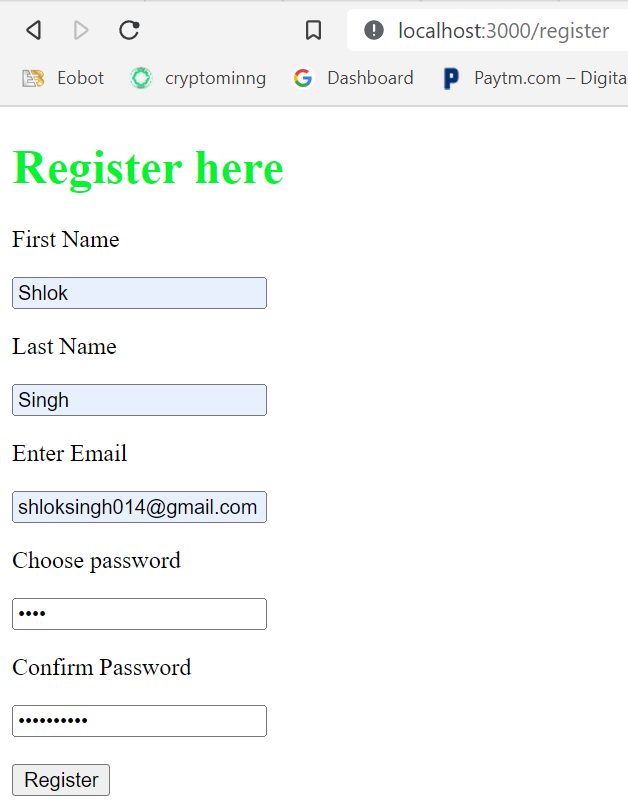 localhost:3000/register
Eobot cryptominng Dashboard Paytm.com – Digita
Register here
First Name
Shlok
Last Name
Singh
Enter Email
shloksingh014@gmail.com
Choose password
••••
Confirm Password
••••••••••
Register